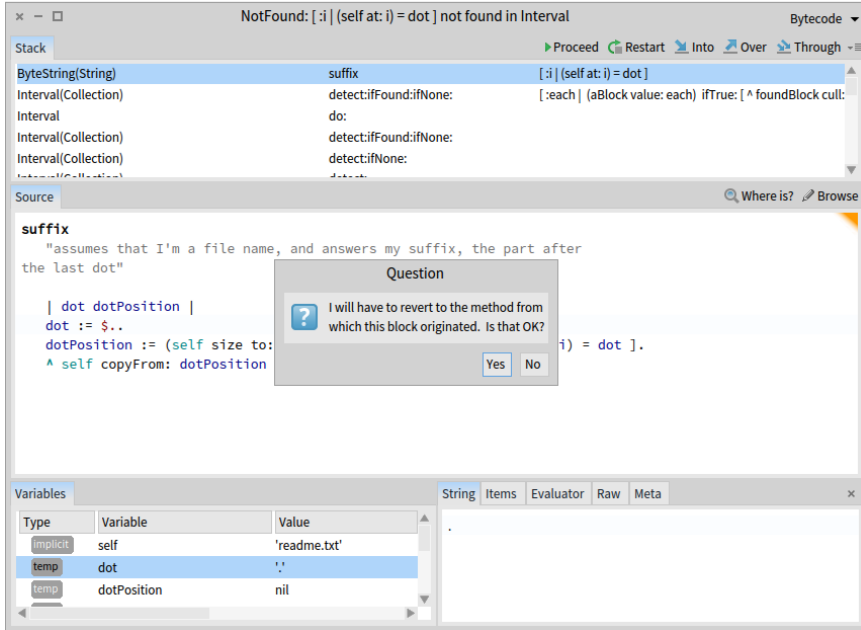 NotFound: [ :i | (self at: i) = dot ] not found in Interval
Bytecode
Stack
Proceed Restart Into Over Through
ByteString(String) suffix [ :i | (self at: i) = dot ]
Interval(Collection) detect:ifFound:ifNone: [ :each | (aBlock value: each) ifTrue: [ ^ foundBlock cull:
Interval do:
Interval(Collection) detect:ifFound:ifNone:
Interval(Collection) detect:ifNone:
Source
Where is? Browse
suffix
"assumes that I'm a file name, and answers my suffix, the part after
the last dot"
| dot dotPosition |
dot := $..
dotPosition := (self size to: i) = dot ].
^ self copyFrom: dotPosition
Question
I will have to revert to the method from
which this block originated. Is that OK?
Yes No
Variables
String Items Evaluator Raw Meta
Type Variable Value
implicit self 'readme.txt'
temp dot '.'
temp dotPosition nil
.